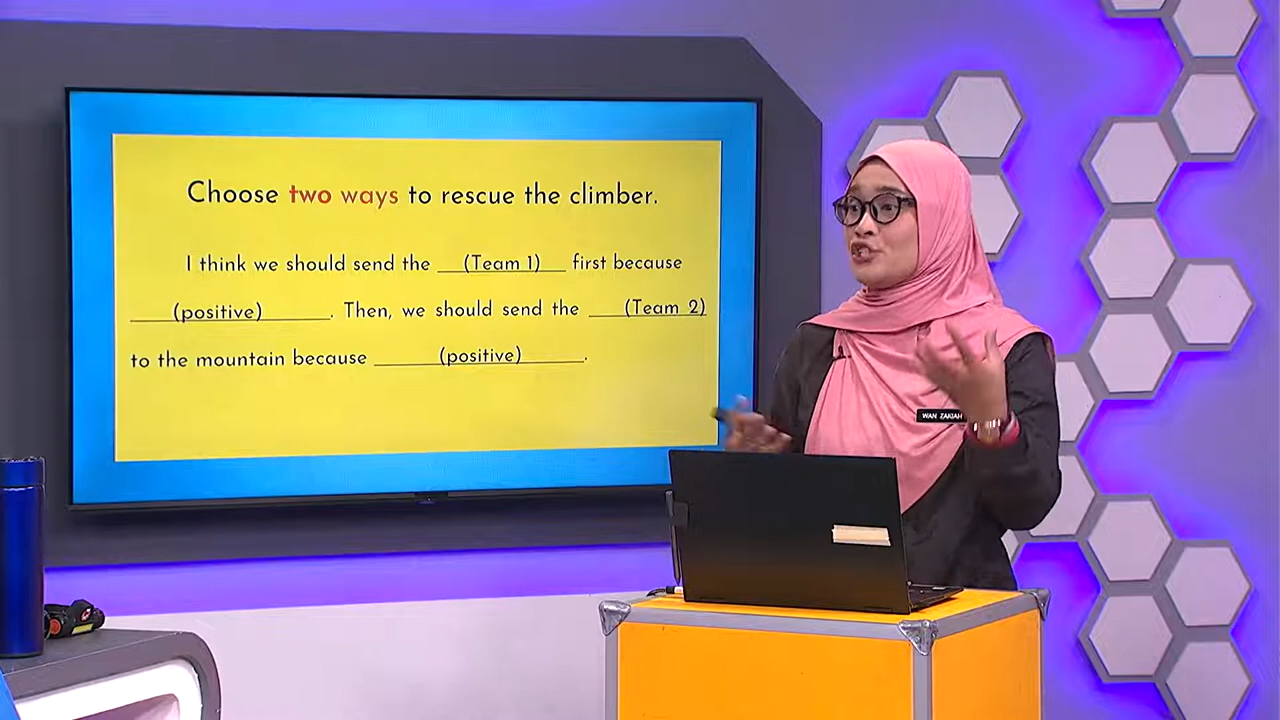 Choose two ways to rescue the climber.
I think we should send the (Team 1) first because
(positive). Then, we should send the (Team 2)
to the mountain because (positive).
WAN ZAKIAH